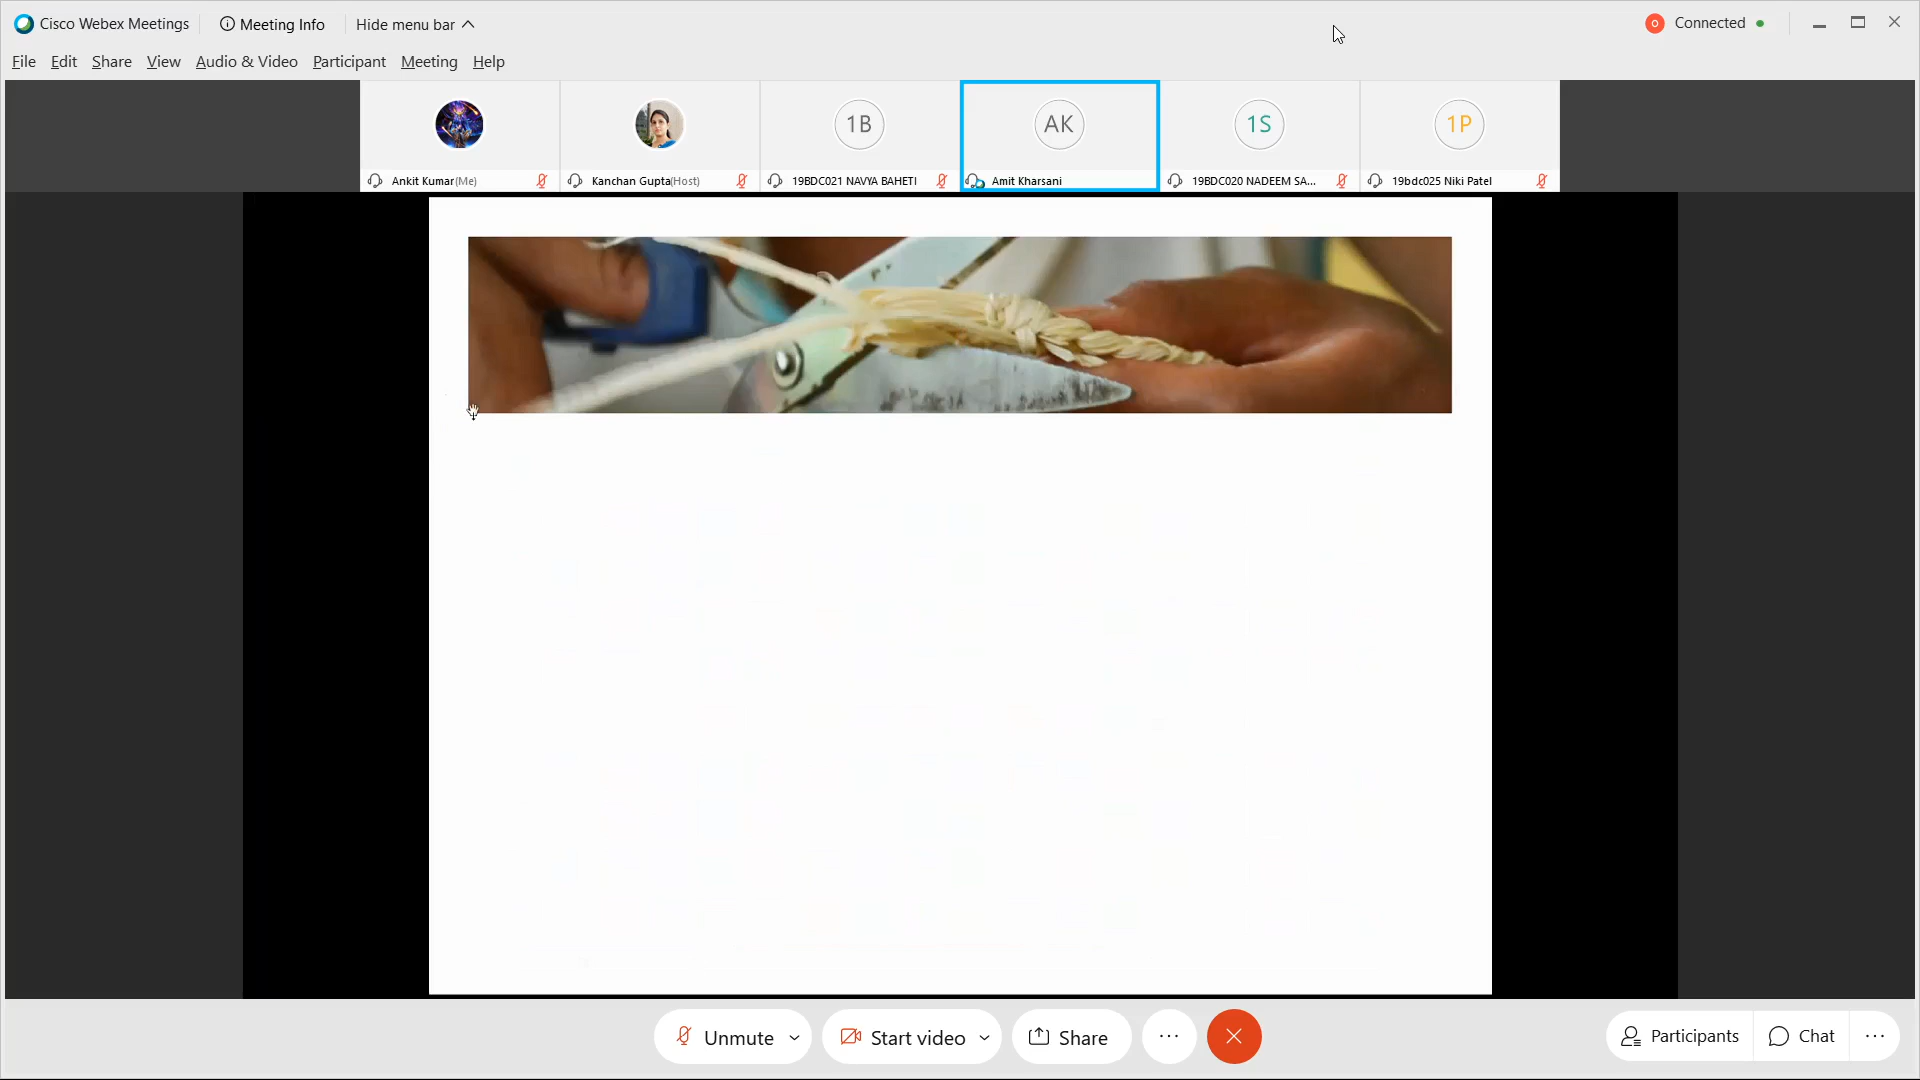 Cisco Webex Meetings
Meeting Info
Hide menu bar
Connected
File Edit Share View Audio & Video Participant Meeting Help
1B
AK
1S
1P
Ankit Kumar(Me)
Kanchan Gupta(Host)
19BDC021 NAVYA BAHETI
Amit Kharsani
19BDC020 NADEEM SA...
19bdc025 Niki Patel
Unmute
Start video
Share
Participants
Chat